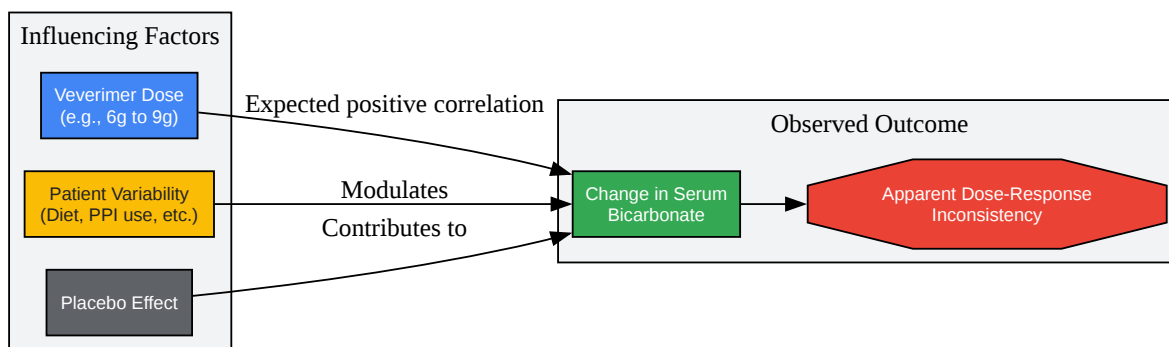 Influencing Factors
Veverimer Dose
(e.g., 6g to 9g)
Patient Variability
(Diet, PPI use, etc.)
Placebo Effect
Expected positive correlation
Modulates
Contributes to
Observed Outcome
Change in Serum
Bicarbonate
Apparent Dose-Response
Inconsistency